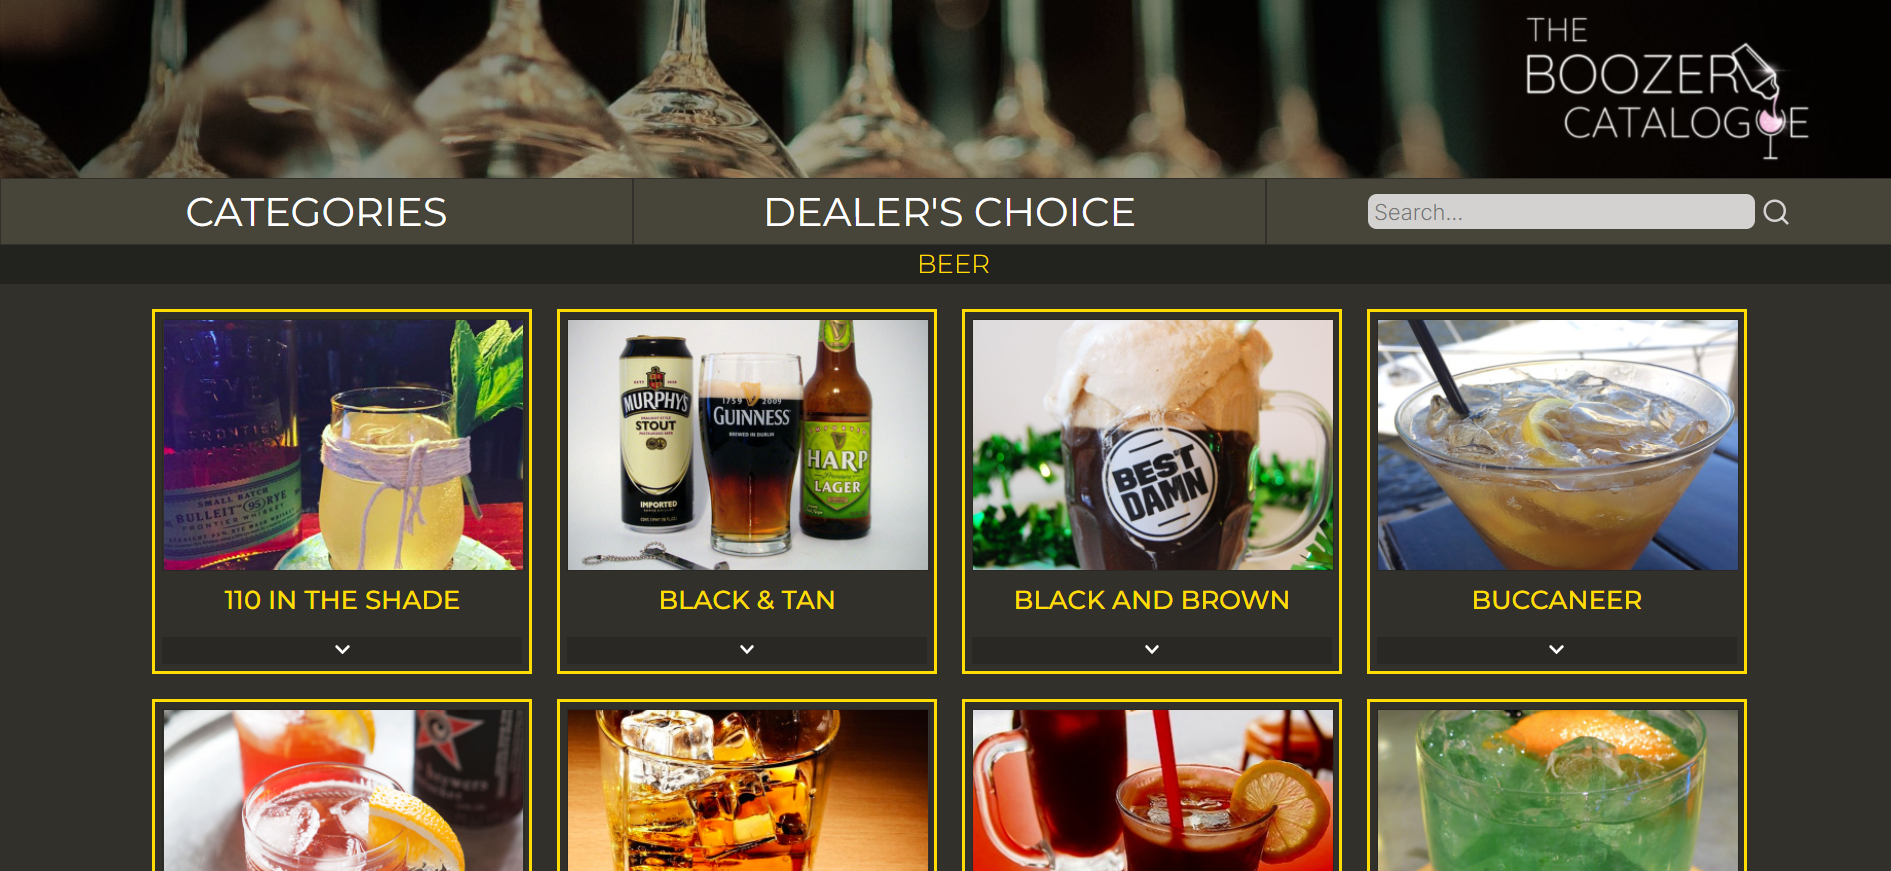 THE
BOOZER
CATALOGUE
CATEGORIES
DEALER'S CHOICE
Search...
BEER
FRONTIER
SMALL BATCH
BULLEIT 95 RYE
FRONTIER WHISKEY
110 IN THE SHADE
MURPHY'S
STOUT
IMPORTED
1759 2009
GUINNESS
BREWED IN DUBLIN
HARP
LAGER
BLACK & TAN
BEST
DAMN
BLACK AND BROWN
BUCCANEER